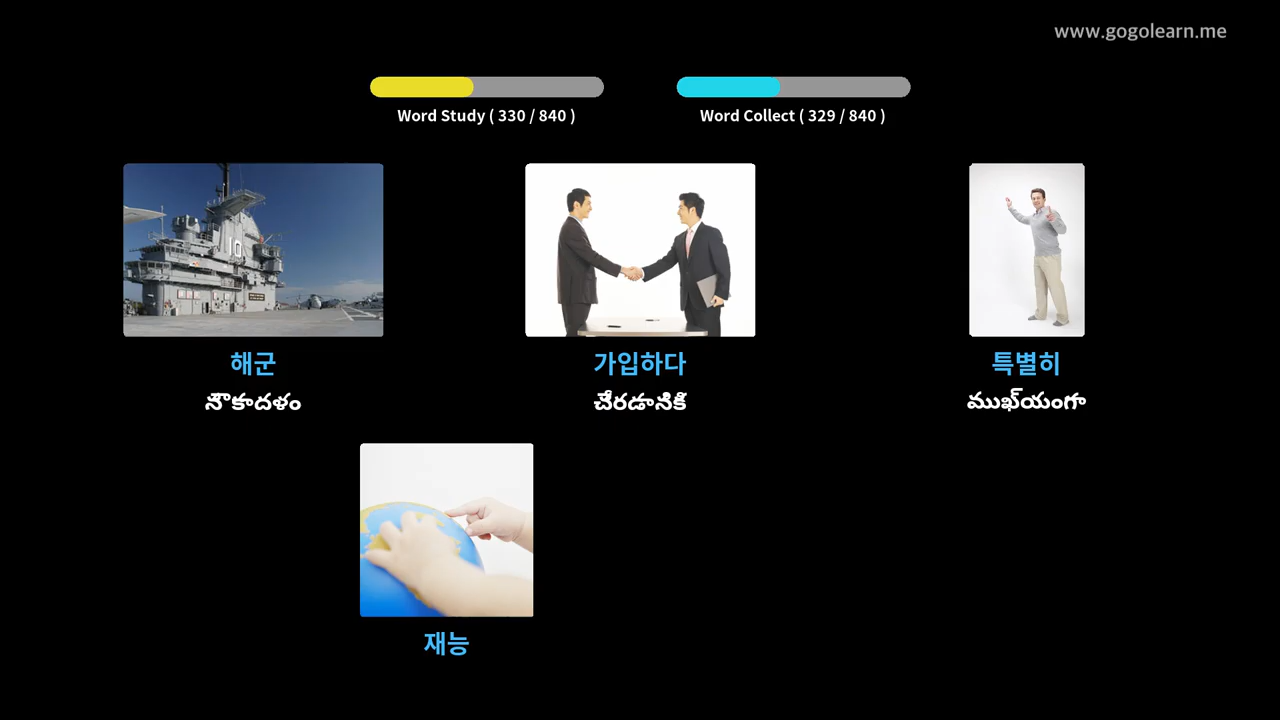 www.gogolearn.me
Word Study ( 330 / 840 )
Word Collect ( 329 / 840 )
10
해군
가입하다
특별히
నౌకాదళం
చేరడానికి
ముఖ్యంగా
재능